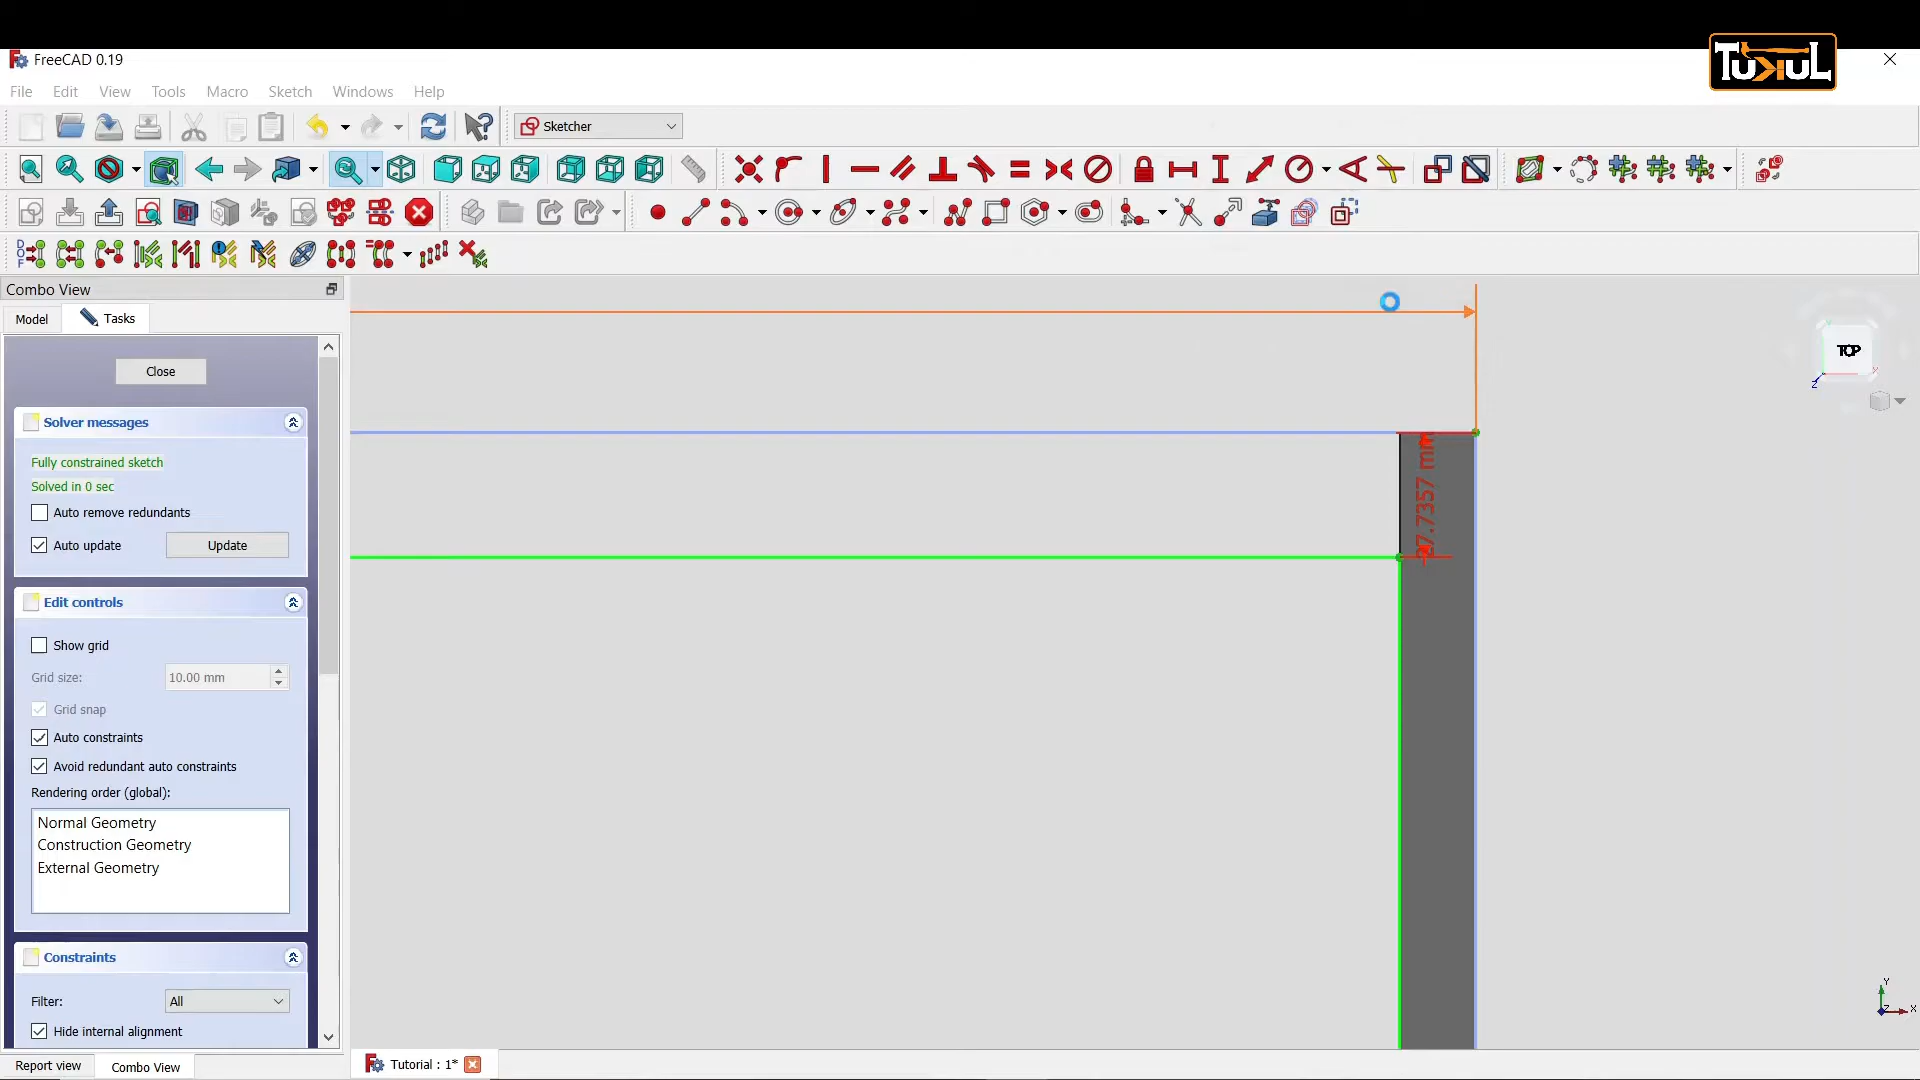 TUKUL
FreeCAD 0.19
File Edit View Tools Macro Sketch Windows Help
Sketcher
Combo View
Model Tasks
Close
Solver messages
Fully constrained sketch
Solved in 0 sec
Auto remove redundants
Auto update Update
Edit controls
Show grid
Grid size: 10.00 mm
Grid snap
Auto constraints
Avoid redundant auto constraints
Rendering order (global):
Normal Geometry
Construction Geometry
External Geometry
Constraints
Filter: All
Hide internal alignment
Report view Combo View
Tutorial : 1*
TOP
Z
Y
X